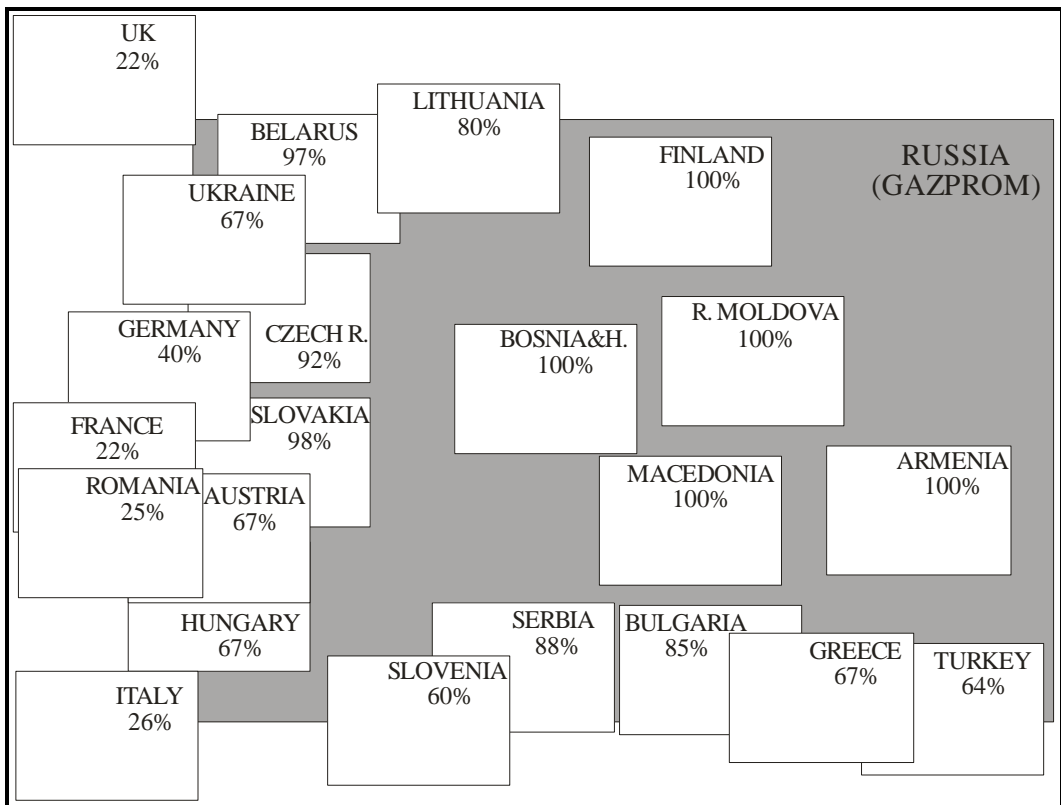 UK
22%
LITHUANIA
80%
BELARUS
97%
FINLAND
100%
RUSSIA
(GAZPROM)
UKRAINE
67%
GERMANY
40%
CZECH R.
92%
BOSNIA&H.
100%
R. MOLDOVA
100%
FRANCE
22%
SLOVAKIA
98%
ROMANIA
25%
AUSTRIA
67%
MACEDONIA
100%
ARMENIA
100%
HUNGARY
67%
SERBIA
88%
BULGARIA
85%
GREECE
67%
TURKEY
64%
SLOVENIA
60%
ITALY
26%